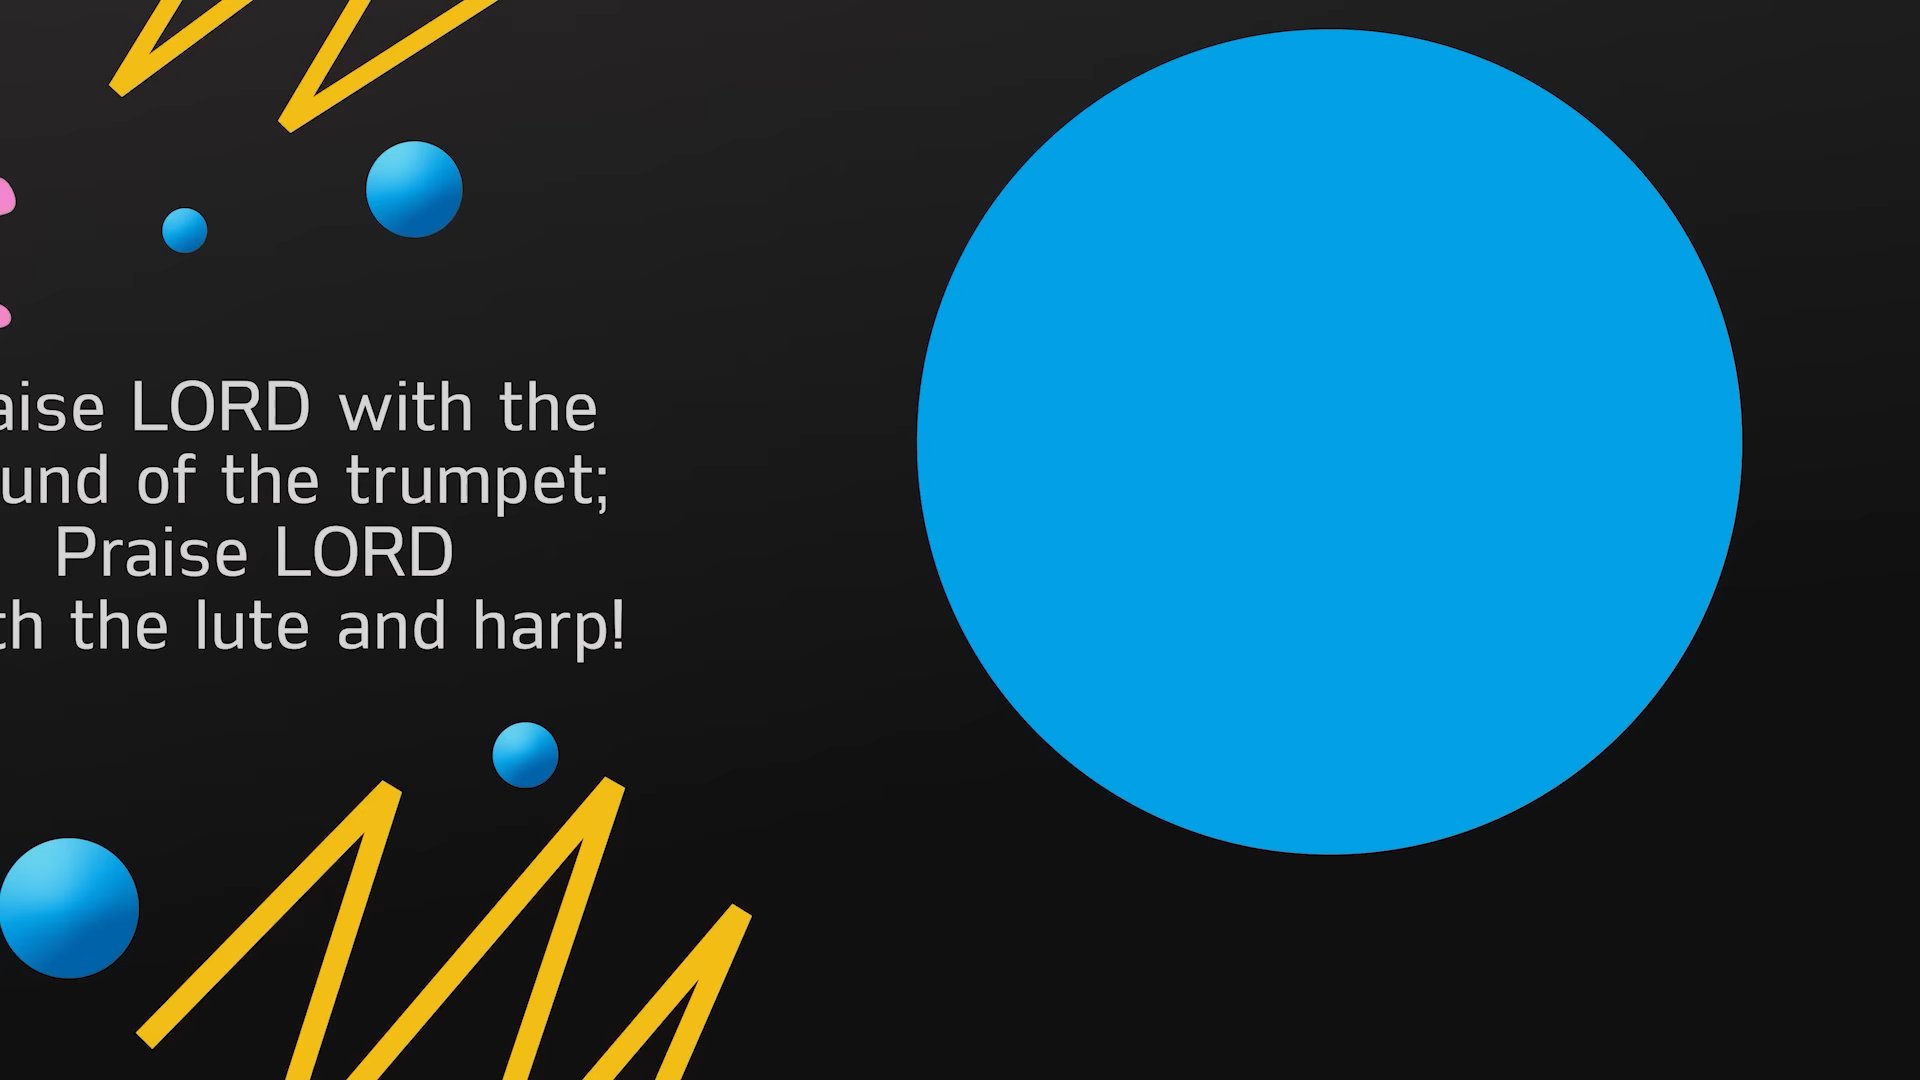 aise LORD with the
und of the trumpet;
Praise LORD
th the lute and harp!